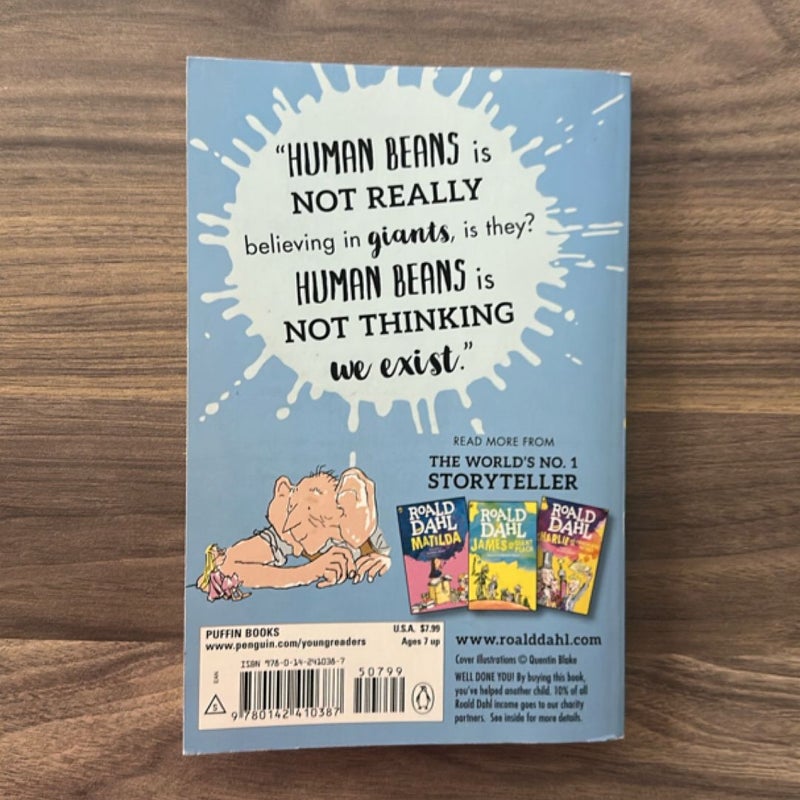 "HUMAN BEANS is
NOT REALLY
believing in giants, is they?
HUMAN BEANS is
NOT THINKING
we exist."
READ MORE FROM
THE WORLD'S NO. 1
STORYTELLER
ROALD
DAHL
MATILDA
ROALD
DAHL
JAMES
GIANT
PEACH
ROALD
DAHL
PUFFIN BOOKS
www.penguin.com/youngreaders
U.S.A. $7.99
Ages 7 up
ISBN 978-0-14-241038-7
50799
EAN
S
9 780142 410387
www.roalddahl.com
Cover Illustrations © Quentin Blake
WELL DONE YOU! By buying this book,
you've helped another child. 10% of all
Roald Dahl income goes to our charity
partners. See inside for more details.